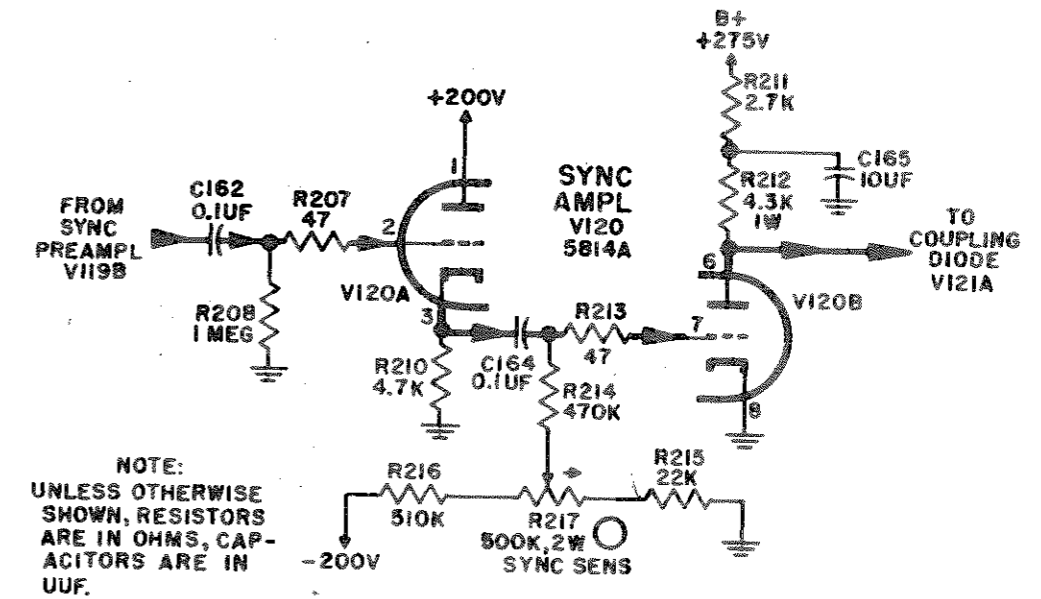 B+
+275V
R211
2.7K
+200V
1
C165
10UF
SYNC
AMPL
V120
5814A
R212
4.3K
1W
C162
0.1UF
R207
47
FROM
SYNC
PREAMPL
V119B
2
TO
COUPLING
DIODE
V121A
6
V120A
V120B
R208
1 MEG
3
R213
47
7
R210
4.7K
C164
0.1UF
R214
470K
8
NOTE:
UNLESS OTHERWISE
SHOWN, RESISTORS
ARE IN OHMS, CAP-
ACITORS ARE IN
UUF.
R216
510K
-200V
R217
500K, 2W
SYNC SENS
R215
22K